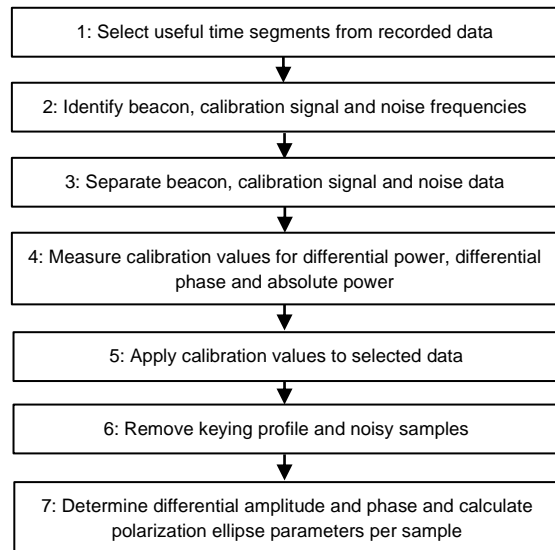 1: Select useful time segments from recorded data
2: Identify beacon, calibration signal and noise frequencies
3: Separate beacon, calibration signal and noise data
4: Measure calibration values for differential power, differential
phase and absolute power
5: Apply calibration values to selected data
6: Remove keying profile and noisy samples
7: Determine differential amplitude and phase and calculate
polarization ellipse parameters per sample